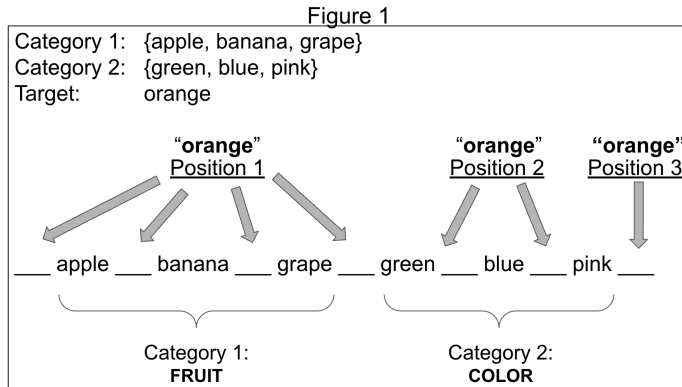 Figure 1
Category 1: {apple, banana, grape}
Category 2: {green, blue, pink}
Target: orange
“orange” “orange” “orange”
Position 1 Position 2 Position 3
___ apple ___ banana ___ grape ___ green ___ blue ___ pink ___
Category 1: Category 2:
FRUIT COLOR